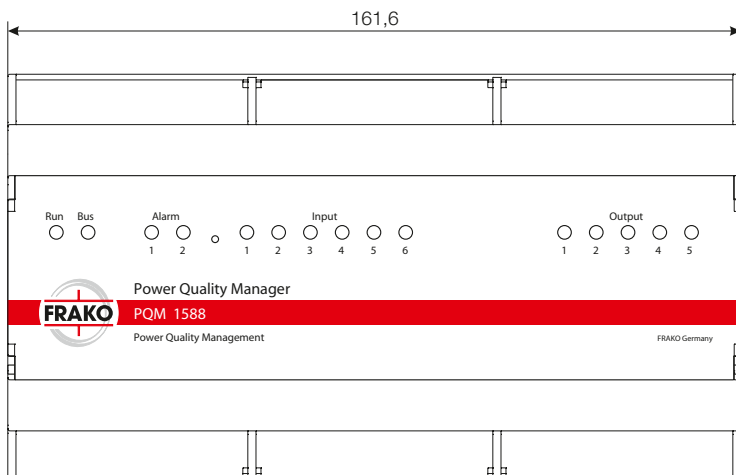 161,6
Run Bus Alarm Input Output
1 2 1 2 3 4 5 6 1 2 3 4 5
Power Quality Manager
FRAKO PQM 1588
Power Quality Management FRAKO Germany